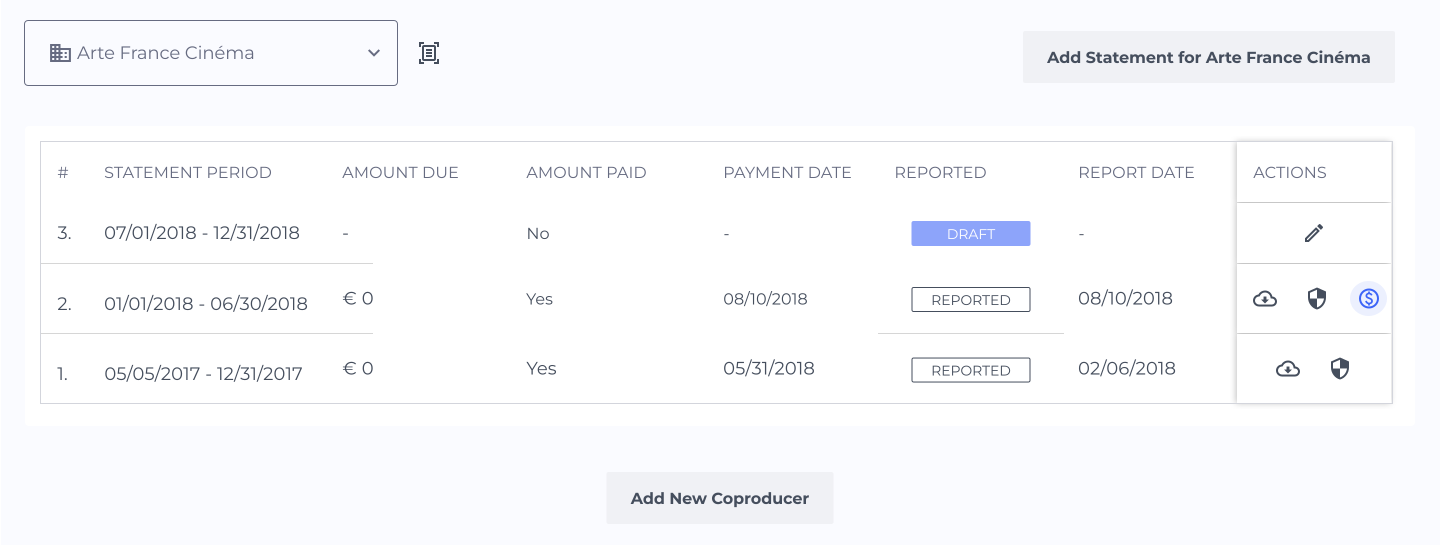 Arte France Cinéma
Add Statement for Arte France Cinéma
# STATEMENT PERIOD AMOUNT DUE AMOUNT PAID PAYMENT DATE REPORTED REPORT DATE ACTIONS
3. 07/01/2018 - 12/31/2018 - No - DRAFT -
2. 01/01/2018 - 06/30/2018 € 0 Yes 08/10/2018 REPORTED 08/10/2018
1. 05/05/2017 - 12/31/2017 € 0 Yes 05/31/2018 REPORTED 02/06/2018
Add New Coproducer